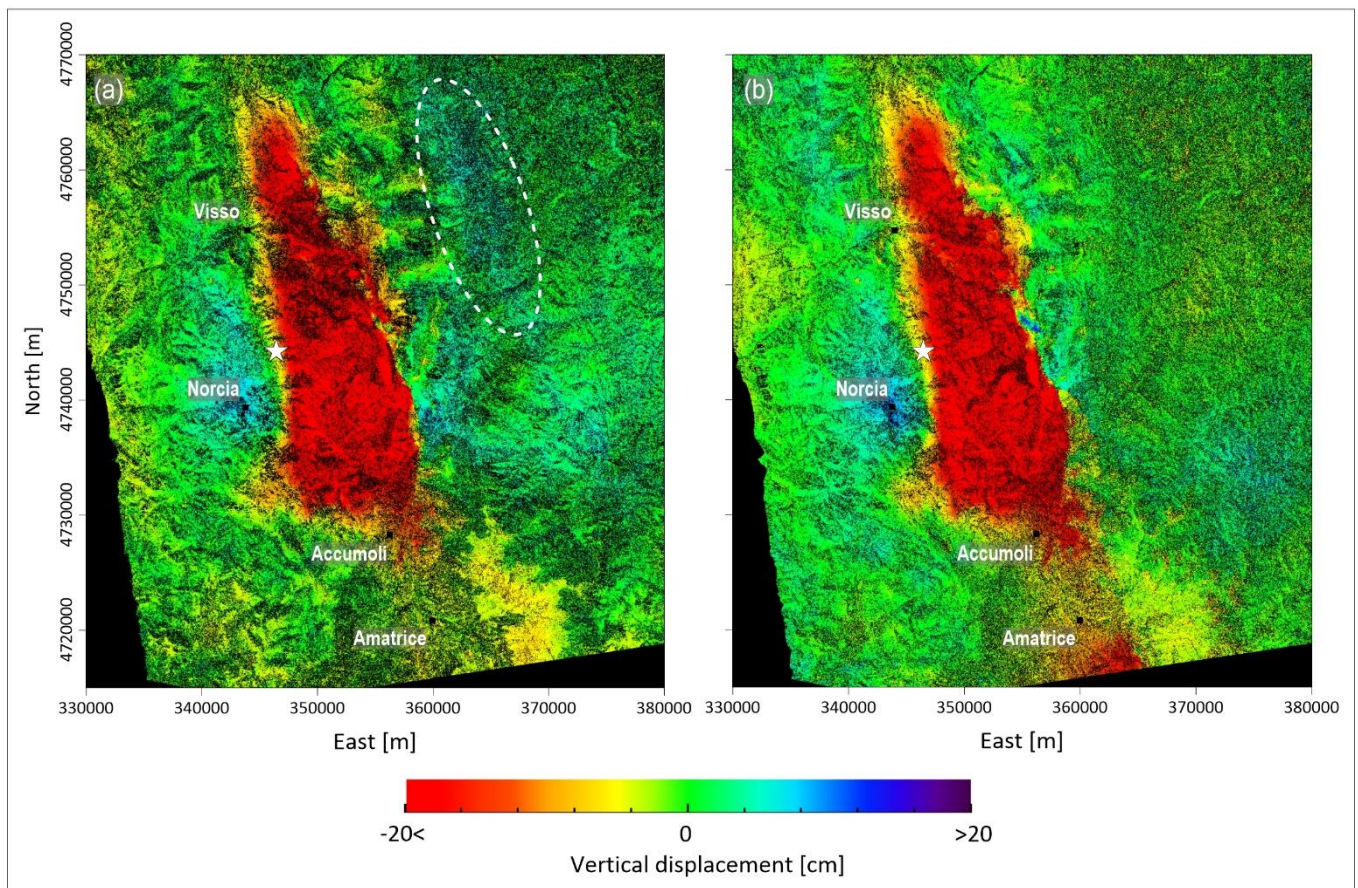 (a)
(b)
4770000
4760000
4750000
4740000
4730000
4720000
North [m]
Visso
Norcia
Accumoli
Amatrice
Visso
Norcia
Accumoli
Amatrice
330000 340000 350000 360000 370000 380000
330000 340000 350000 360000 370000 380000
East [m]
East [m]
-20< 0 >20
Vertical displacement [cm]